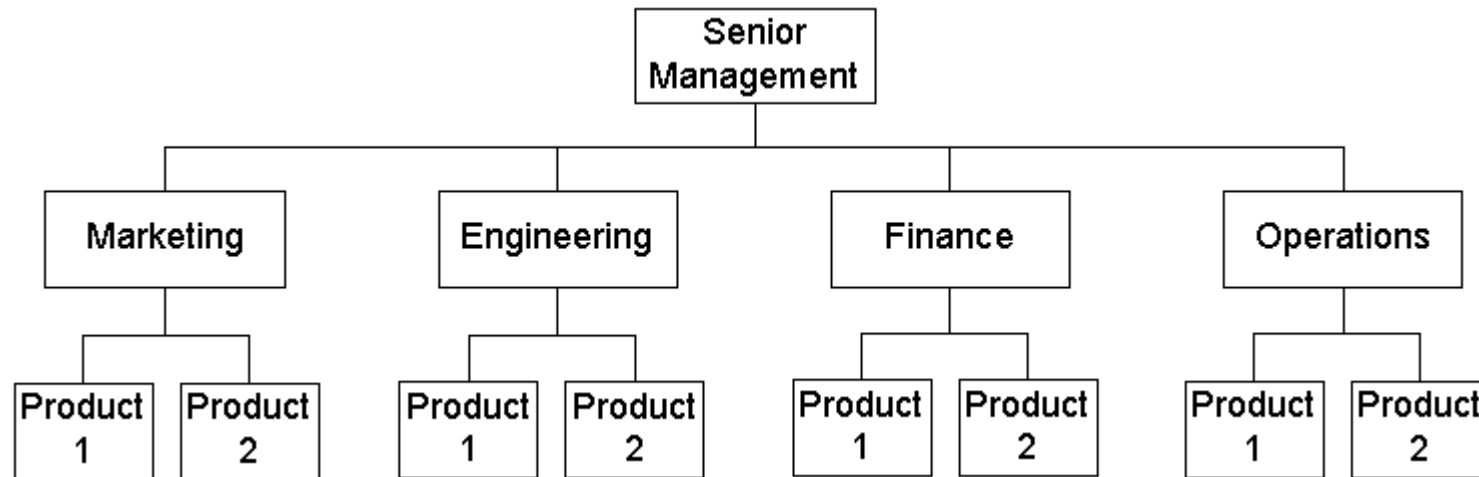 Senior
Management
Marketing
Engineering
Finance
Operations
Product
1
Product
2
Product
1
Product
2
Product
1
Product
2
Product
1
Product
2